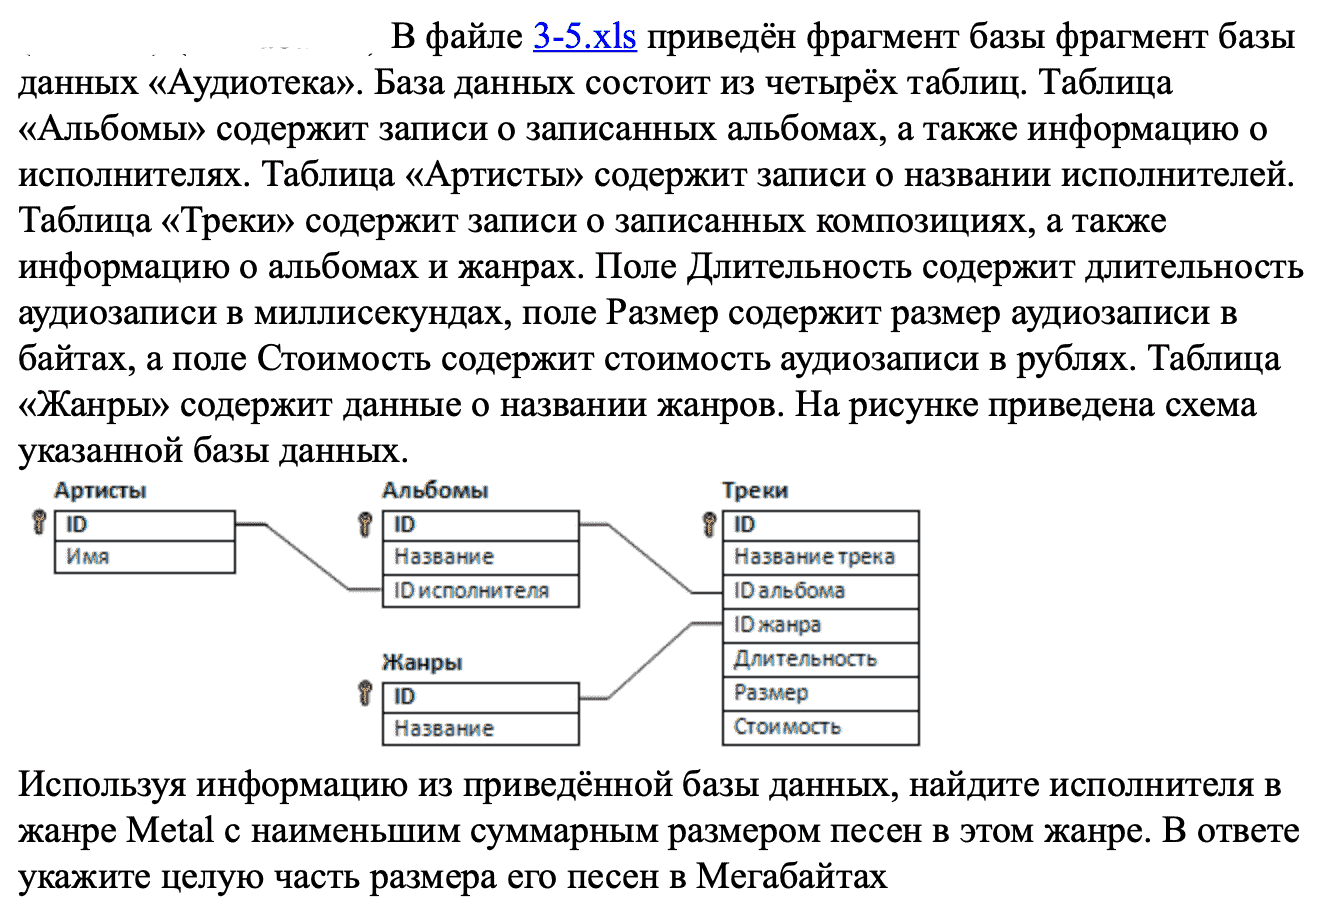 В файле 3-5.xls приведён фрагмент базы фрагмент базы
данных «Аудиотека». База данных состоит из четырёх таблиц. Таблица
«Альбомы» содержит записи о записанных альбомах, а также информацию о
исполнителях. Таблица «Артисты» содержит записи о названии исполнителей.
Таблица «Треки» содержит записи о записанных композициях, а также
информацию о альбомах и жанрах. Поле Длительность содержит длительность
аудиозаписи в миллисекундах, поле Размер содержит размер аудиозаписи в
байтах, а поле Стоимость содержит стоимость аудиозаписи в рублях. Таблица
«Жанры» содержит данные о названии жанров. На рисунке приведена схема
указанной базы данных.
Артисты
ID
Имя
Альбомы
ID
Название
ID исполнителя
Жанры
ID
Название
Треки
ID
Название трека
ID альбома
ID жанра
Длительность
Размер
Стоимость
Используя информацию из приведённой базы данных, найдите исполнителя в
жанре Metal с наименьшим суммарным размером песен в этом жанре. В ответе
укажите целую часть размера его песен в Мегабайтах